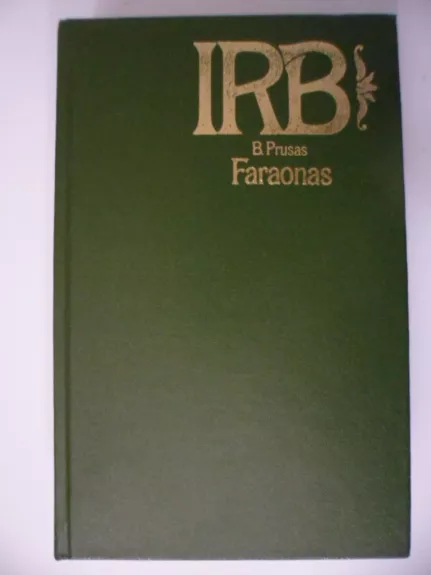 IRB
B. Prusas
Faraonas